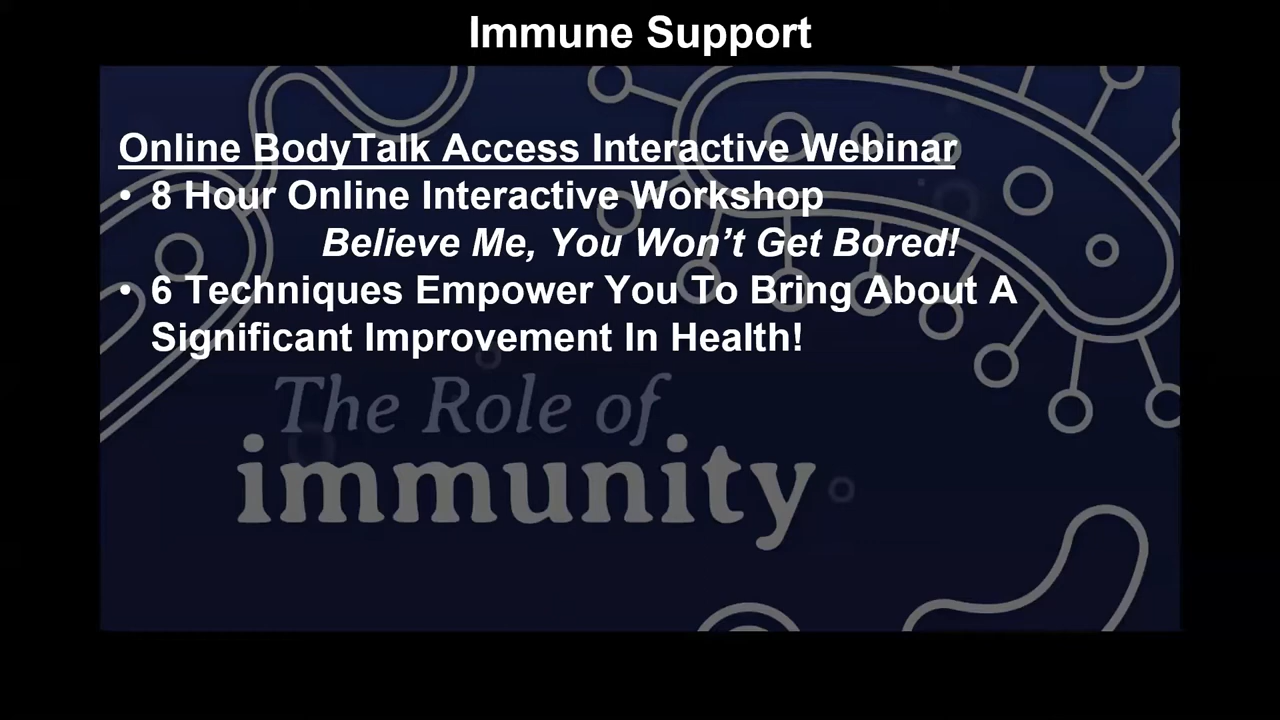 Immune Support
Online BodyTalk Access Interactive Webinar
• 8 Hour Online Interactive Workshop
Believe Me, You Won’t Get Bored!
• 6 Techniques Empower You To Bring About A
Significant Improvement In Health!
The Role of
immunity